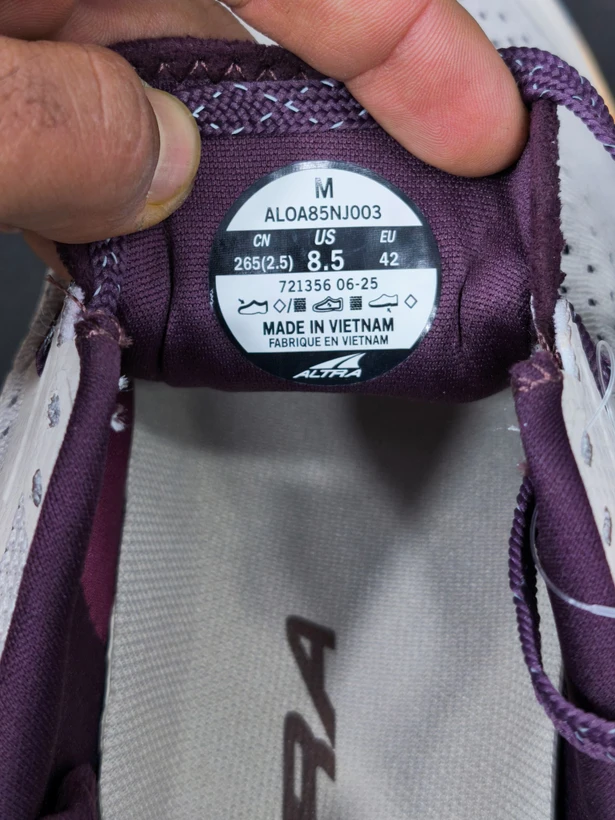 M
ALOA85NJ003
CN US EU
265(2.5) 8.5 42
721356 06-25
MADE IN VIETNAM
FABRIQUE EN VIETNAM
ALTRA
RA